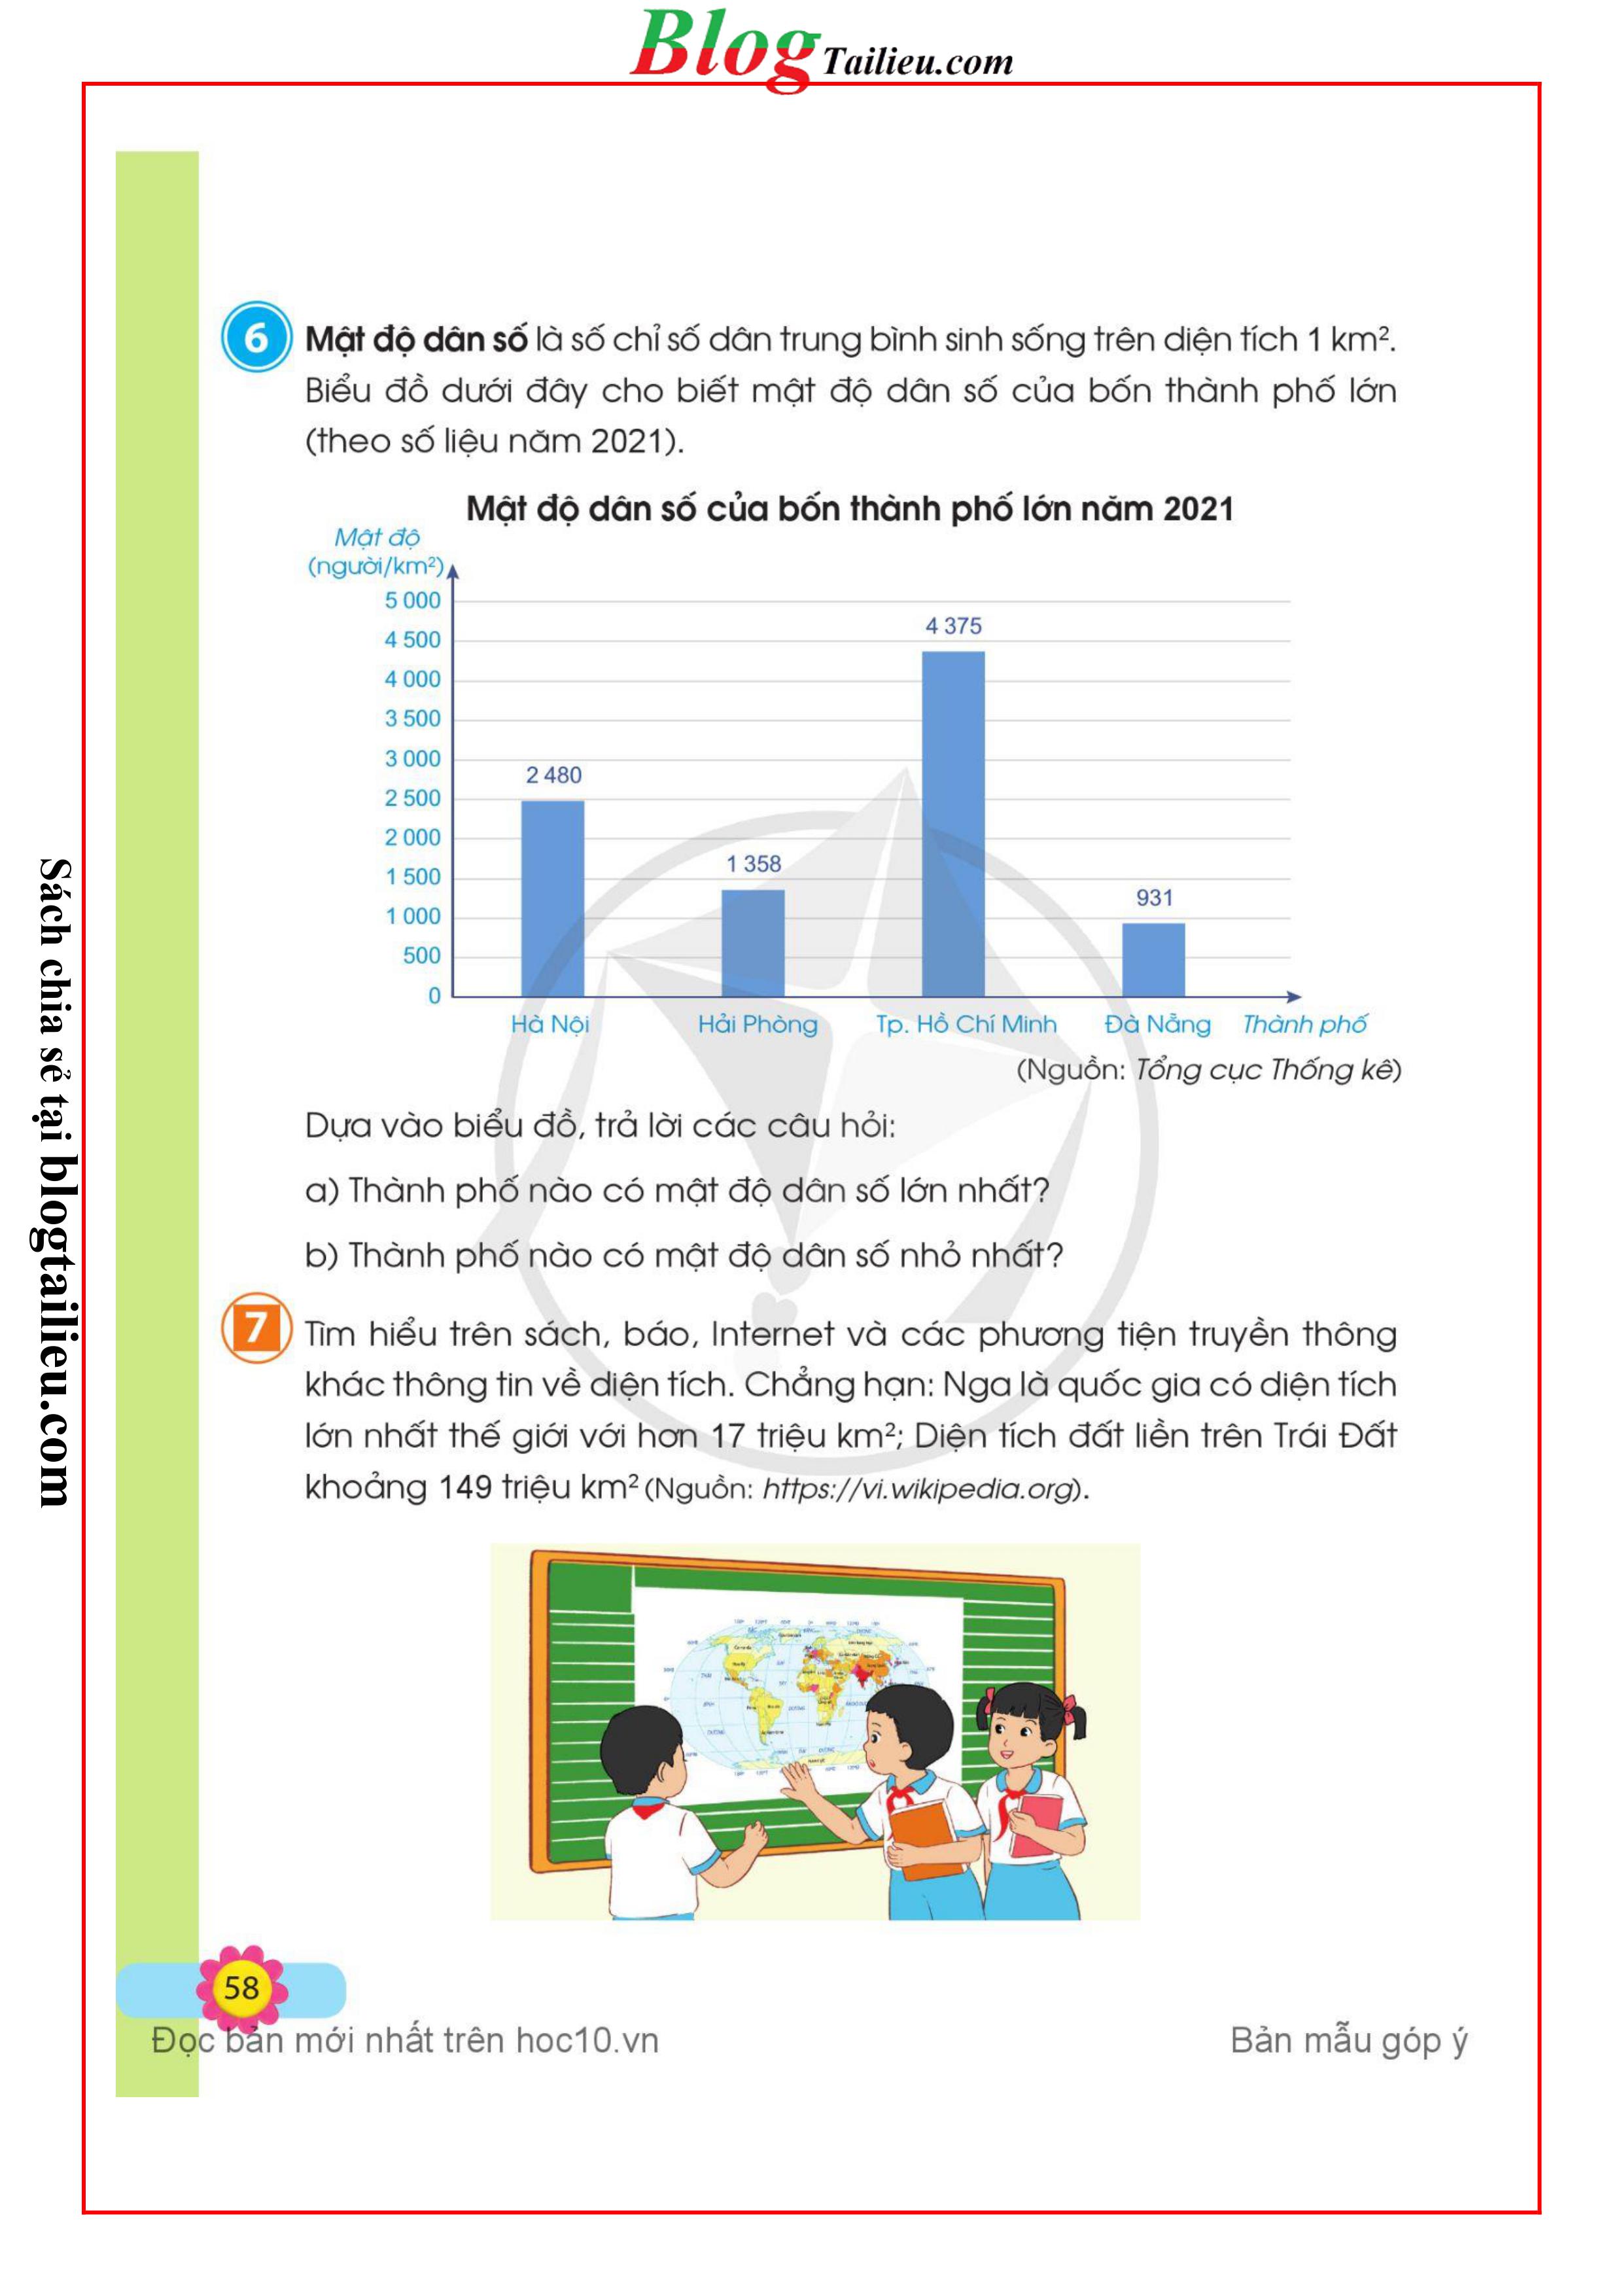 Blog Tailieu.com
Sách chia sẻ tại blogtailieu.com
6
Mật độ dân số là số chỉ số dân trung bình sinh sống trên diện tích 1 km².
Biểu đồ dưới đây cho biết mật độ dân số của bốn thành phố lớn
(theo số liệu năm 2021).
Mật độ dân số của bốn thành phố lớn năm 2021
Mật độ
(người/km²)
5 000
4 500
4 000
3 500
3 000
2 500
2 000
1 500
1 000
500
0
2 480
1 358
4 375
931
Hà Nội Hải Phòng Tp. Hồ Chí Minh Đà Nẵng Thành phố
(Nguồn: Tổng cục Thống kê)
Dựa vào biểu đồ, trả lời các câu hỏi:
a) Thành phố nào có mật độ dân số lớn nhất?
b) Thành phố nào có mật độ dân số nhỏ nhất?
7
Tìm hiểu trên sách, báo, Internet và các phương tiện truyền thông
khác thông tin về diện tích. Chẳng hạn: Nga là quốc gia có diện tích
lớn nhất thế giới với hơn 17 triệu km²; Diện tích đất liền trên Trái Đất
khoảng 149 triệu km² (Nguồn: https://vi.wikipedia.org).
58
Đọc bản mới nhất trên hoc10.vn
Bản mẫu góp ý